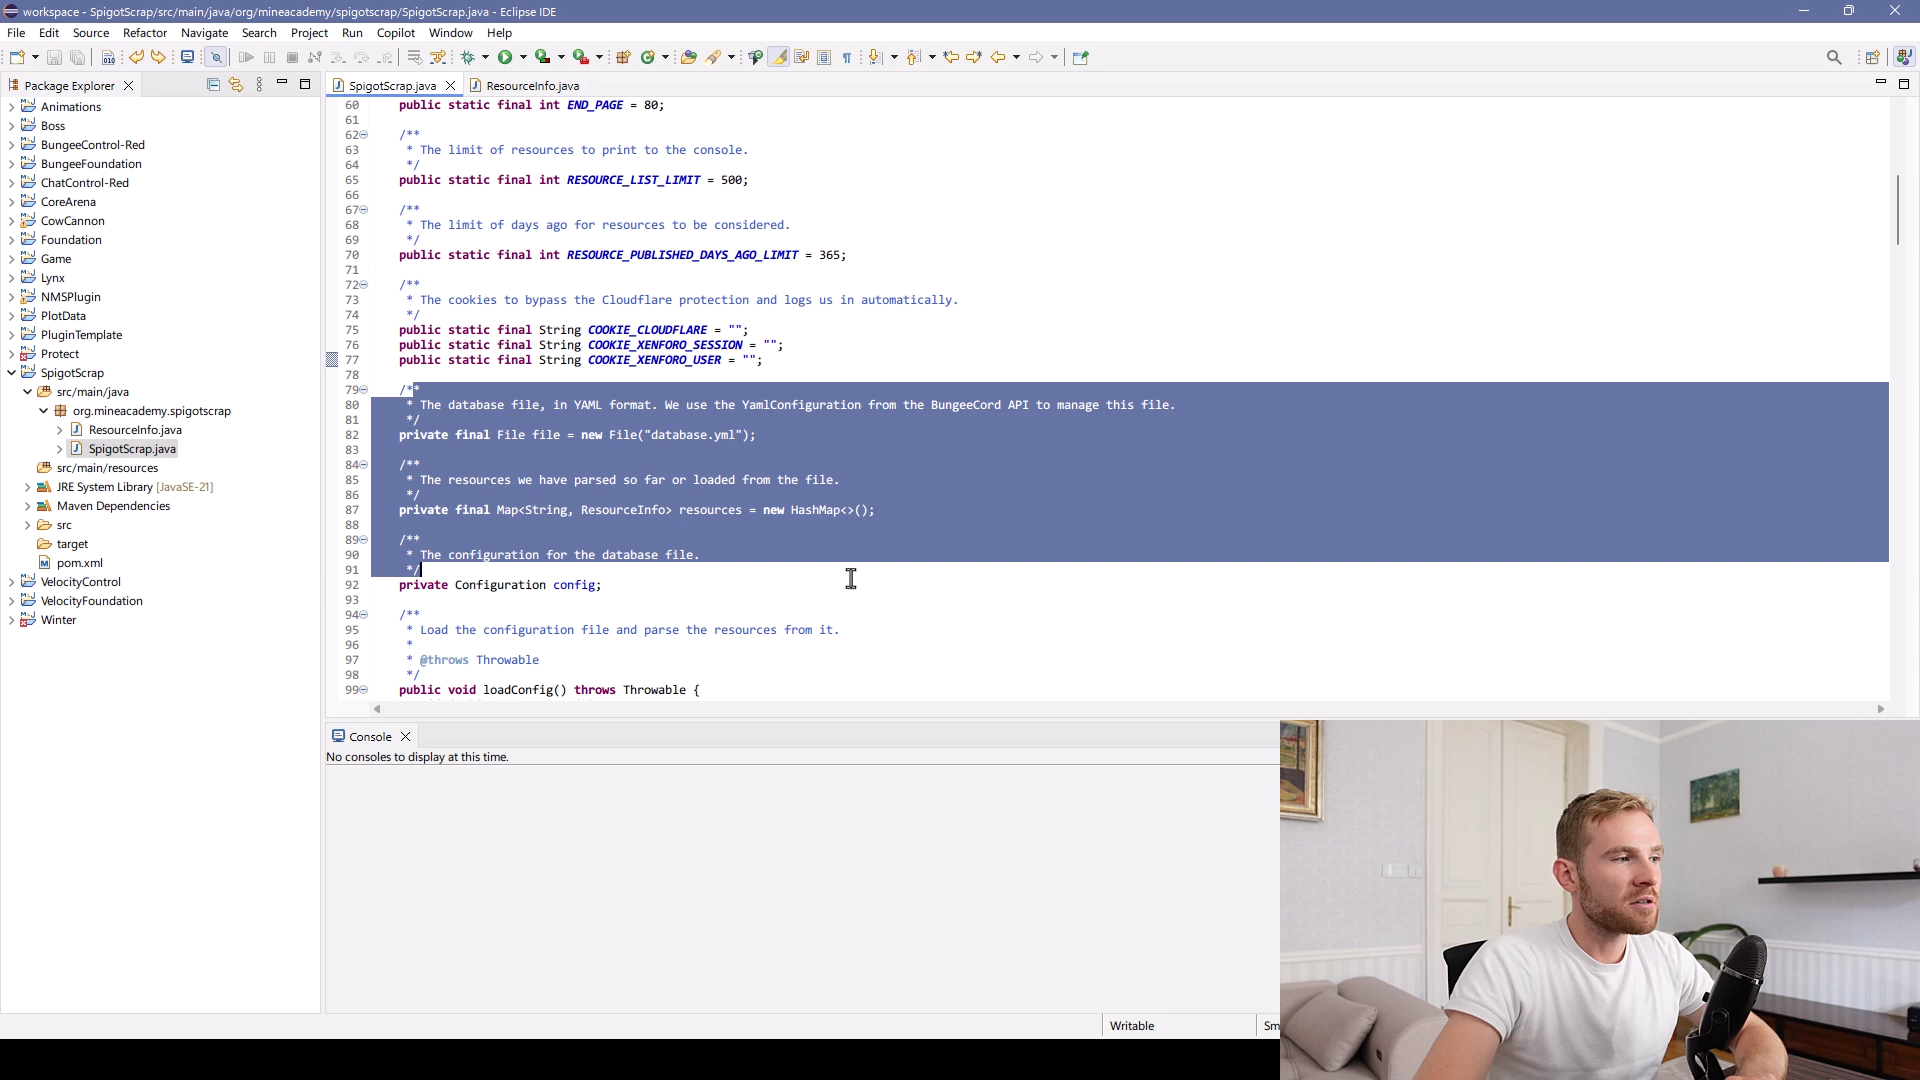 workspace - SpigotScrap/src/main/java/org/mineacademy/spigotscrap/SpigotScrap.java - Eclipse IDE
File Edit Source Refactor Navigate Search Project Run Copilot Window Help
Package Explorer
Animations
Boss
BungeeControl-Red
BungeeFoundation
ChatControl-Red
CoreArena
CowCannon
Foundation
Game
Lynx
NMSPlugin
PlotData
PluginTemplate
Protect
SpigotScrap
src/main/java
org.mineacademy.spigotscrap
ResourceInfo.java
SpigotScrap.java
src/main/resources
JRE System Library [JavaSE-21]
Maven Dependencies
src
target
pom.xml
VelocityControl
VelocityFoundation
Winter
SpigotScrap.java ResourceInfo.java
60 public static final int END_PAGE = 80;
61
62 /**
63 * The limit of resources to print to the console.
64 */
65 public static final int RESOURCE_LIST_LIMIT = 500;
66
67 /**
68 * The limit of days ago for resources to be considered.
69 */
70 public static final int RESOURCE_PUBLISHED_DAYS_AGO_LIMIT = 365;
71
72 /**
73 * The cookies to bypass the Cloudflare protection and logs us in automatically.
74 */
75 public static final String COOKIE_CLOUDFLARE = "";
76 public static final String COOKIE_XENFORO_SESSION = "";
77 public static final String COOKIE_XENFORO_USER = "";
78
79 /**
80 * The database file, in YAML format. We use the YamlConfiguration from the BungeeCord API to manage this file.
81 */
82 private final File file = new File("database.yml");
83
84 /**
85 * The resources we have parsed so far or loaded from the file.
86 */
87 private final Map<String, ResourceInfo> resources = new HashMap<>();
88
89 /**
90 * The configuration for the database file.
91 */
92 private Configuration config;
93
94 /**
95 * Load the configuration file and parse the resources from it.
96 *
97 * @throws Throwable
98 */
99 public void loadConfig() throws Throwable {
Console
No consoles to display at this time.
Writable Sm